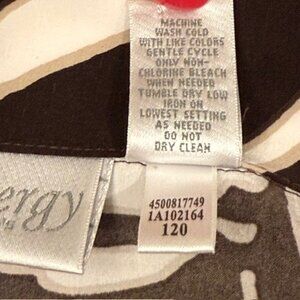 MACHINE
WASH COLD
WITH LIKE COLORS
GENTLE CYCLE
ONLY NON-
CHLORINE BLEACH
WHEN NEEDED
TUMBLE DRY LOW
IRON ON
LOWEST SETTING
AS NEEDED
DO NOT
DRY CLEAN
ergy
4500817749
1A102164
120